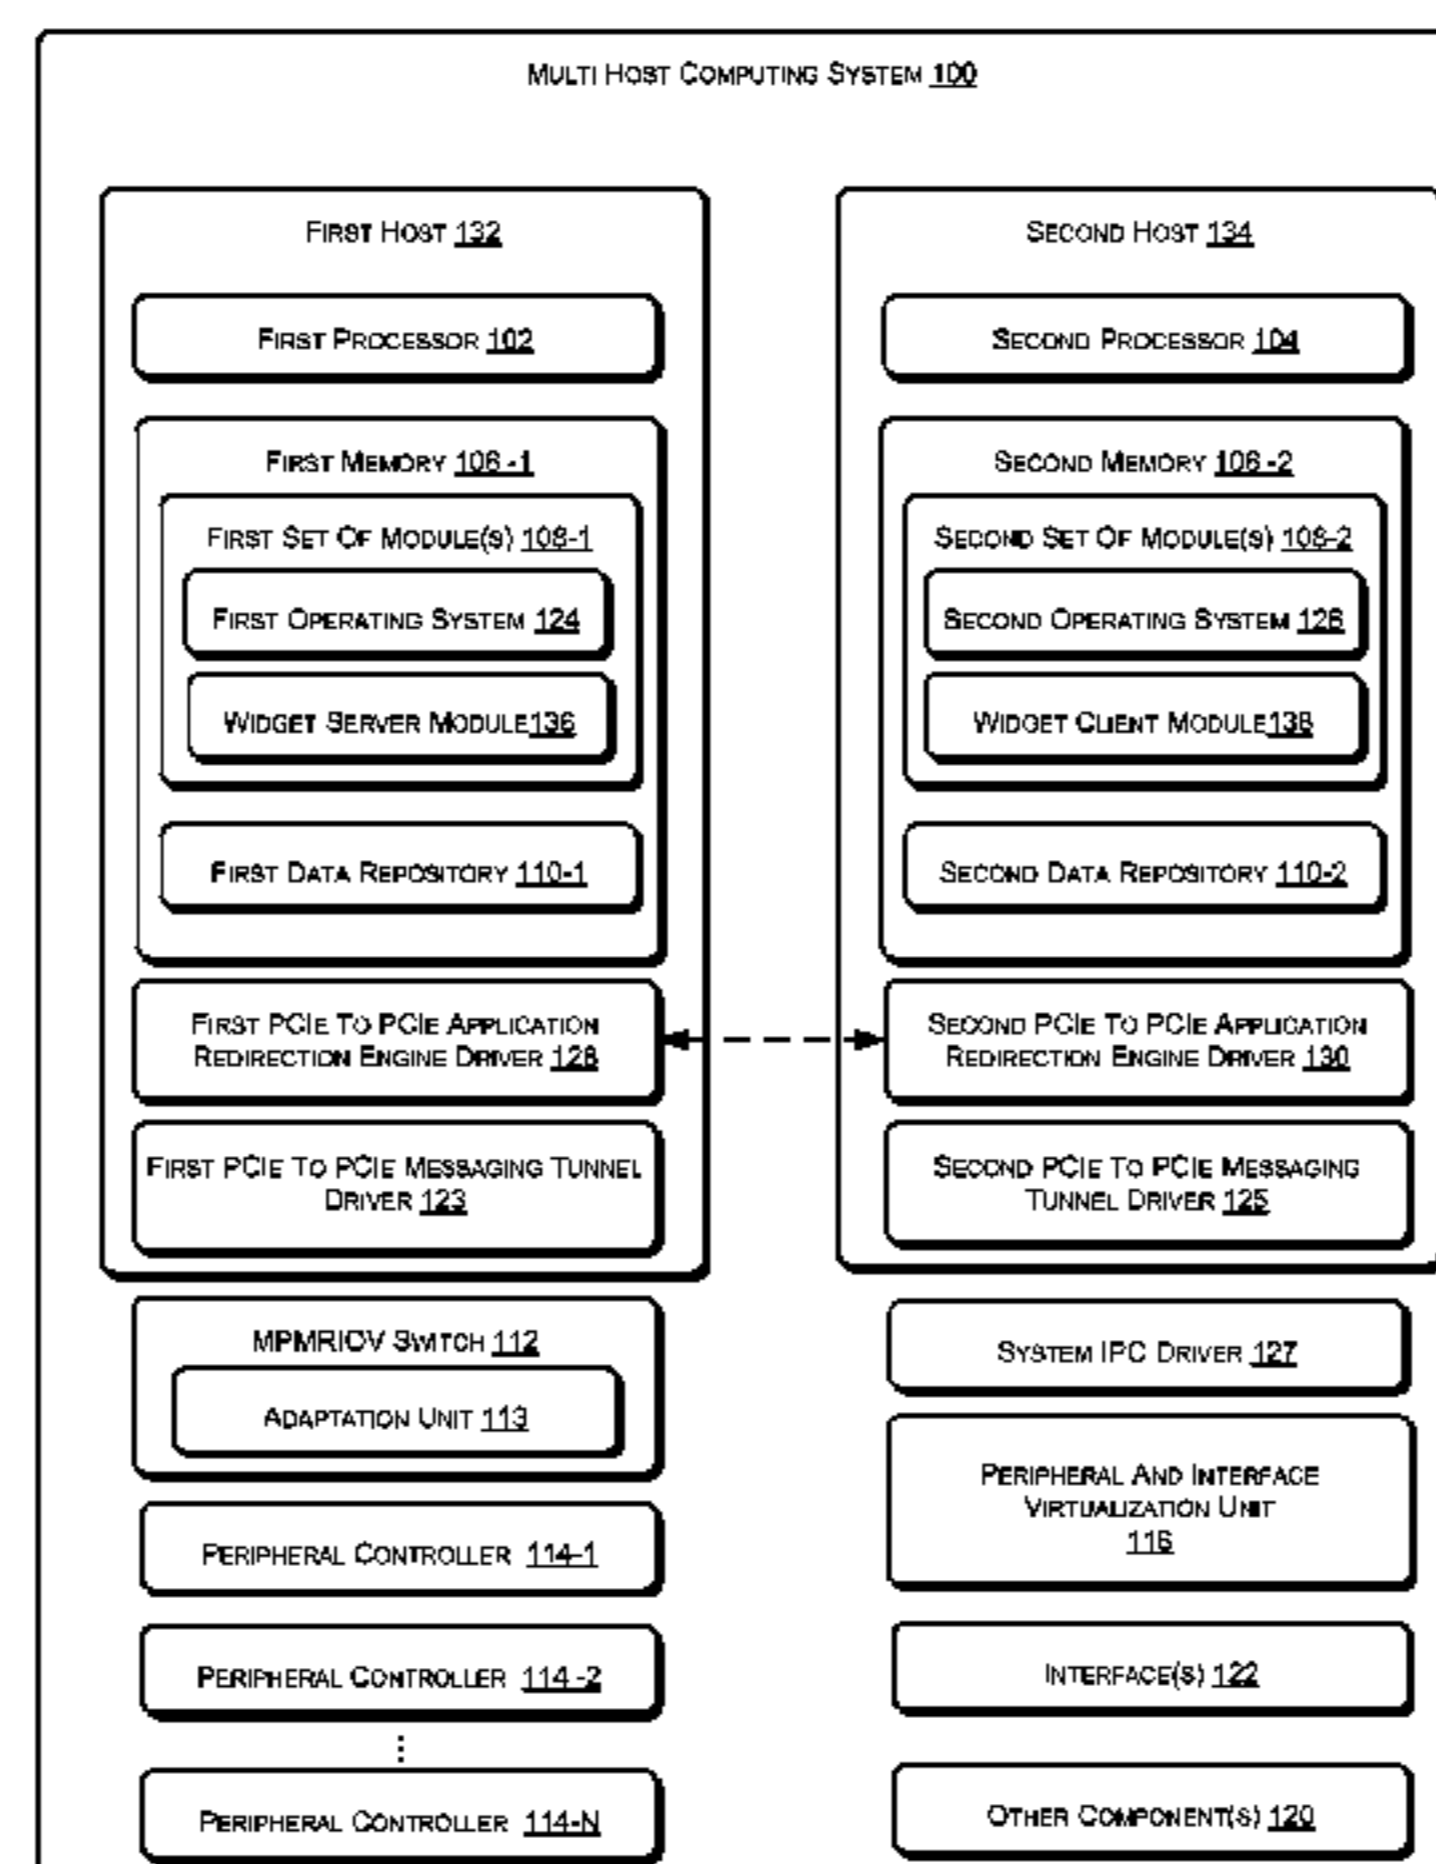 MULTI HOST COMPUTING SYSTEM 100
FIRST HOST 132
FIRST PROCESSOR 102
FIRST MEMORY 106-1
FIRST SET OF MODULE(S) 108-1
FIRST OPERATING SYSTEM 124
WIDGET SERVER MODULE136
FIRST DATA REPOSITORY 110-1
FIRST PCIE TO PCIE APPLICATION
REDIRECTION ENGINE DRIVER 128
FIRST PCIE TO PCIE MESSAGING TUNNEL
DRIVER 123
SECOND HOST 134
SECOND PROCESSOR 104
SECOND MEMORY 106-2
SECOND SET OF MODULE(S) 108-2
SECOND OPERATING SYSTEM 126
WIDGET CLIENT MODULE138
SECOND DATA REPOSITORY 110-2
SECOND PCIE TO PCIE APPLICATION
REDIRECTION ENGINE DRIVER 130
SECOND PCIE TO PCIE MESSAGING
TUNNEL DRIVER 125
MPMRIOV SWITCH 112
ADAPTATION UNIT 113
PERIPHERAL CONTROLLER 114-1
PERIPHERAL CONTROLLER 114-2
PERIPHERAL CONTROLLER 114-N
SYSTEM IPC DRIVER 127
PERIPHERAL AND INTERFACE
VIRTUALIZATION UNIT
116
INTERFACE(S) 122
OTHER COMPONENT(S) 120